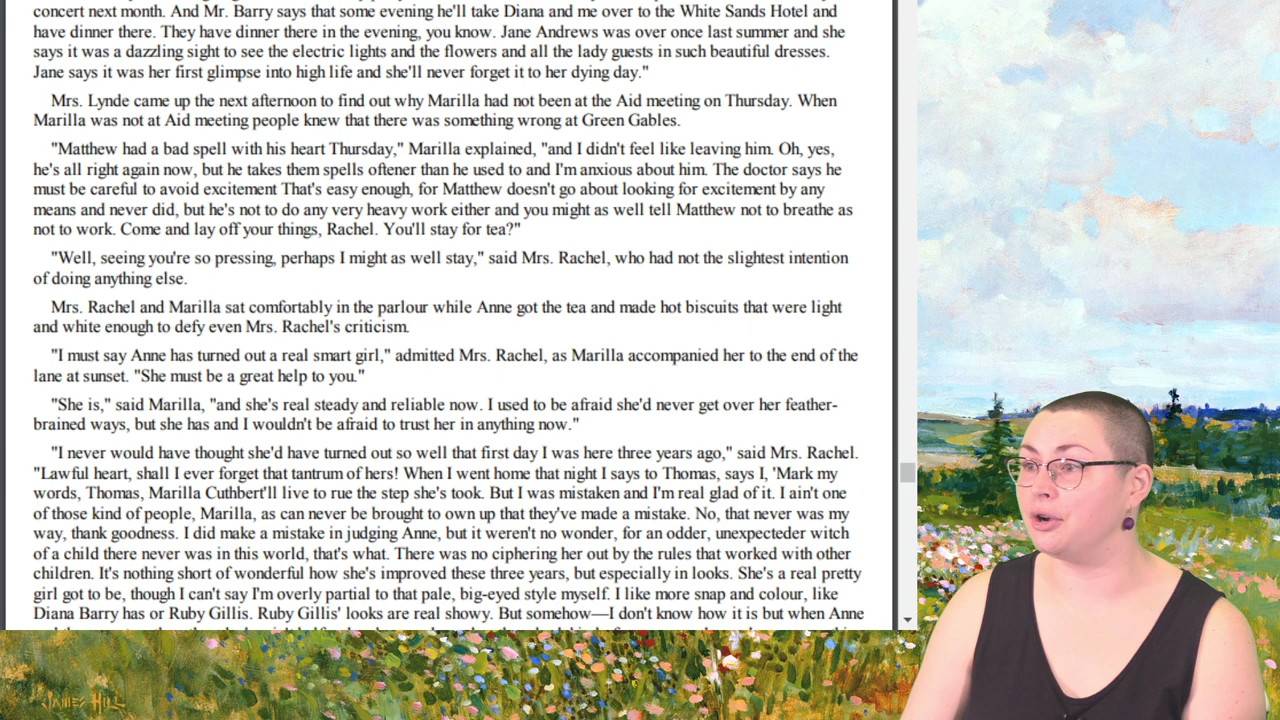 concert next month. And Mr. Barry says that some evening he'll take Diana and me over to the White Sands Hotel and
have dinner there. They have dinner there in the evening, you know. Jane Andrews was over once last summer and she
says it was a dazzling sight to see the electric lights and the flowers and all the lady guests in such beautiful dresses.
Jane says it was her first glimpse into high life and she'll never forget it to her dying day."
Mrs. Lynde came up the next afternoon to find out why Marilla had not been at the Aid meeting on Thursday. When
Marilla was not at Aid meeting people knew that there was something wrong at Green Gables.
"Matthew had a bad spell with his heart Thursday," Marilla explained, "and I didn't feel like leaving him. Oh, yes,
he's all right again now, but he takes them spells oftener than he used to and I'm anxious about him. The doctor says he
must be careful to avoid excitement That's easy enough, for Matthew doesn't go about looking for excitement by any
means and never did, but he's not to do any very heavy work either and you might as well tell Matthew not to breathe as
not to work. Come and lay off your things, Rachel. You'll stay for tea?"
"Well, seeing you're so pressing, perhaps I might as well stay," said Mrs. Rachel, who had not the slightest intention
of doing anything else.
Mrs. Rachel and Marilla sat comfortably in the parlour while Anne got the tea and made hot biscuits that were light
and white enough to defy even Mrs. Rachel's criticism.
"I must say Anne has turned out a real smart girl," admitted Mrs. Rachel, as Marilla accompanied her to the end of the
lane at sunset. "She must be a great help to you."
"She is," said Marilla, "and she's real steady and reliable now. I used to be afraid she'd never get over her feather-
brained ways, but she has and I wouldn't be afraid to trust her in anything now."
"I never would have thought she'd have turned out so well that first day I was here three years ago," said Mrs. Rachel.
"Lawful heart, shall I ever forget that tantrum of hers! When I went home that night I says to Thomas, says I, 'Mark my
words, Thomas, Marilla Cuthbert'll live to rue the step she's took. But I was mistaken and I'm real glad of it. I ain't one
of those kind of people, Marilla, as can never be brought to own up that they've made a mistake. No, that never was my
way, thank goodness. I did make a mistake in judging Anne, but it weren't no wonder, for an odder, unexpecteder witch
of a child there never was in this world, that's what. There was no ciphering her out by the rules that worked with other
children. It's nothing short of wonderful how she's improved these three years, but especially in looks. She's a real pretty
girl got to be, though I can't say I'm overly partial to that pale, big-eyed style myself. I like more snap and colour, like
Diana Barry has or Ruby Gillis. Ruby Gillis' looks are real showy. But somehow—I don't know how it is but when Anne
JAMES HILL